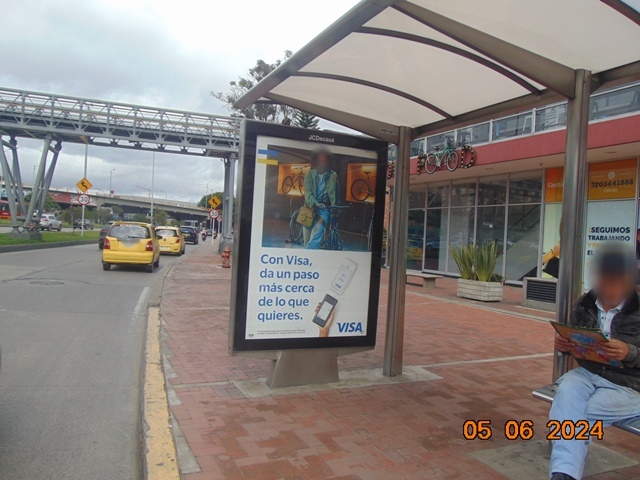 JCDecaux
Con Visa,
da un paso
más cerca
de lo que
quieres.
VISA
3203441888
SEGUIMOS
TRABAJANDO
05 06 2024